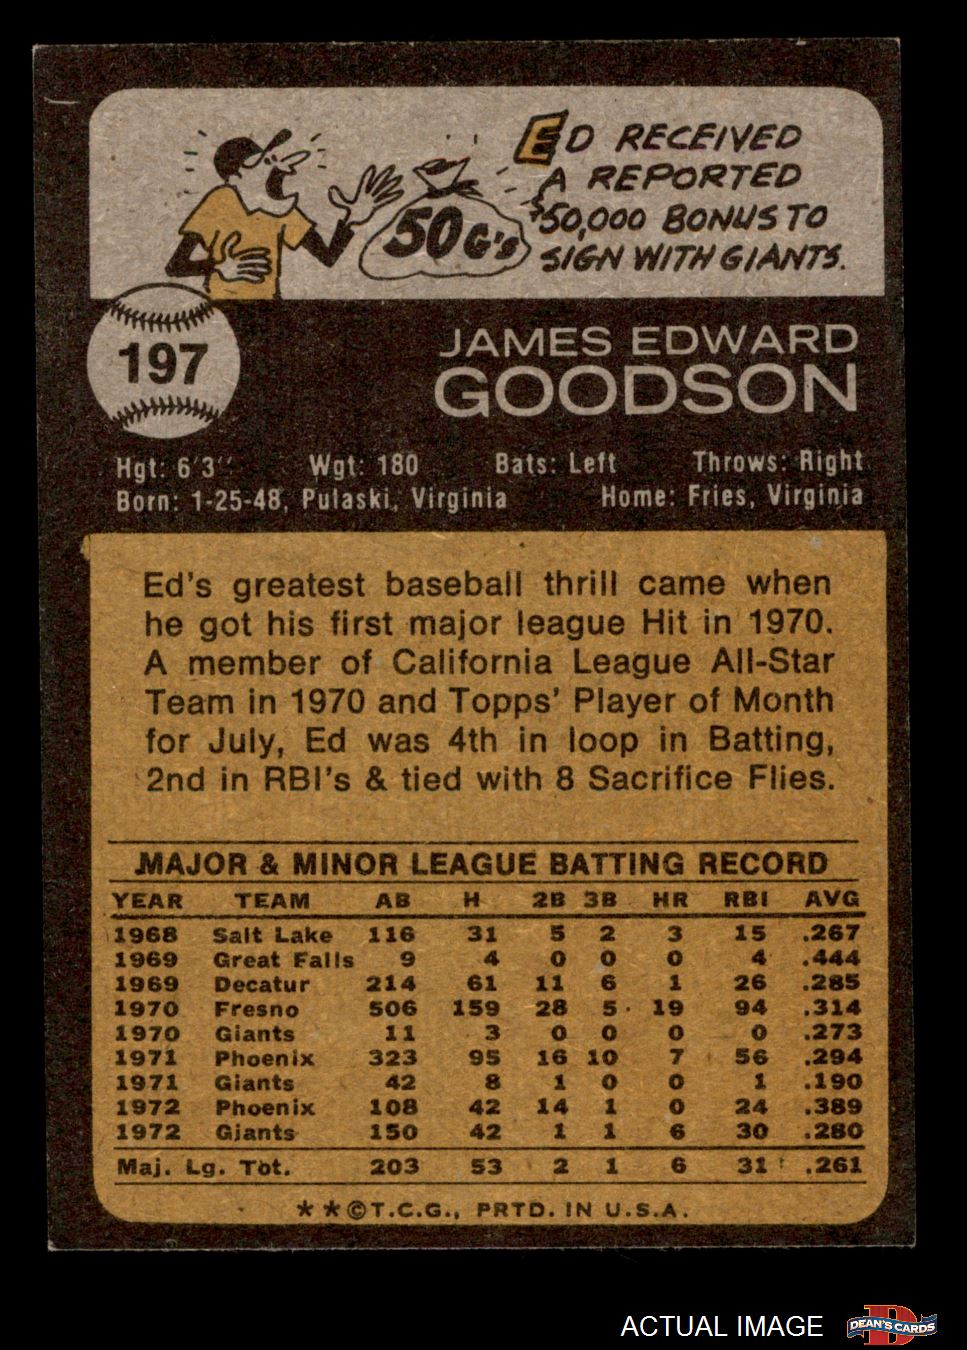 50 G's
ED RECEIVED
A REPORTED
$50,000 BONUS TO
SIGN WITH GIANTS.
197
JAMES EDWARD
GOODSON
Hgt: 6'3" Wgt: 180 Bats: Left Throws: Right
Born: 1-25-48, Pulaski, Virginia Home: Fries, Virginia
Ed's greatest baseball thrill came when
he got his first major league Hit in 1970.
A member of California League All-Star
Team in 1970 and Topps' Player of Month
for July, Ed was 4th in loop in Batting,
2nd in RBI's & tied with 8 Sacrifice Flies.
MAJOR & MINOR LEAGUE BATTING RECORD
YEAR TEAM AB H 2B 3B HR RBI AVG
1968 Salt Lake 116 31 5 2 3 15 .267
1969 Great Falls 9 4 0 0 0 4 .444
1969 Decatur 214 61 11 6 1 26 .285
1970 Fresno 506 159 28 5 19 94 .314
1970 Giants 11 3 0 0 0 0 .273
1971 Phoenix 323 95 16 10 7 56 .294
1971 Giants 42 8 1 0 0 1 .190
1972 Phoenix 108 42 14 1 0 24 .389
1972 Giants 150 42 1 1 6 30 .280
Maj. Lg. Tot. 203 53 2 1 6 31 .261
★★©T.C.G., PRTD. IN U.S.A.
ACTUAL IMAGE
DEAN'S CARDS